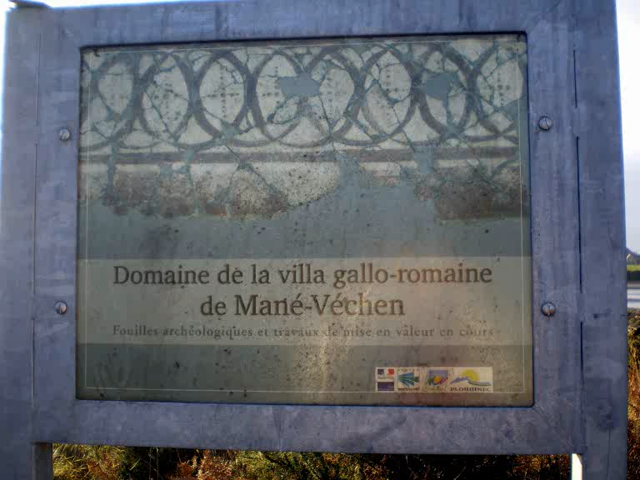 Domaine de la villa gallo-romaine
de Mané-Véchen
Fouilles archéologiques et travaux de mise en valeur en cours
PLOUHINEC